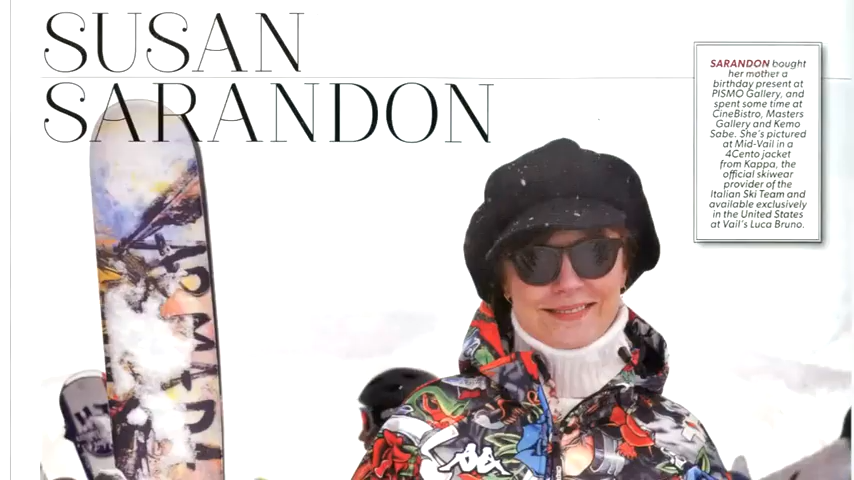 SUSAN
SARANDON
SARANDON bought
her mother a
birthday present at
PISMO Gallery, and
spent some time at
CineBistro, Masters
Gallery and Kemo
Sabe. She's pictured
at Mid-Vail in a
4Cento jacket
from Kappa, the
official skiwear
provider of the
Italian Ski Team and
available exclusively
in the United States
at Vail's Luca Bruno.